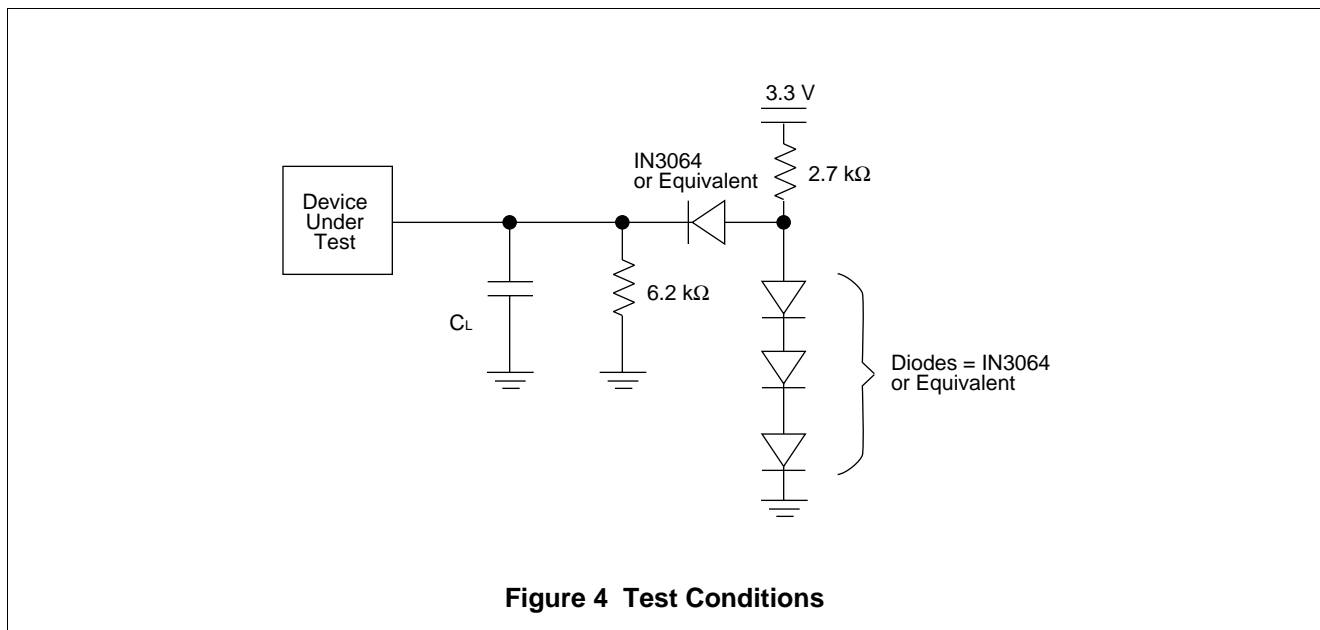 3.3 V
IN3064
or Equivalent
2.7 kΩ
Device
Under
Test
6.2 kΩ
CL
Diodes = IN3064
or Equivalent
Figure 4 Test Conditions